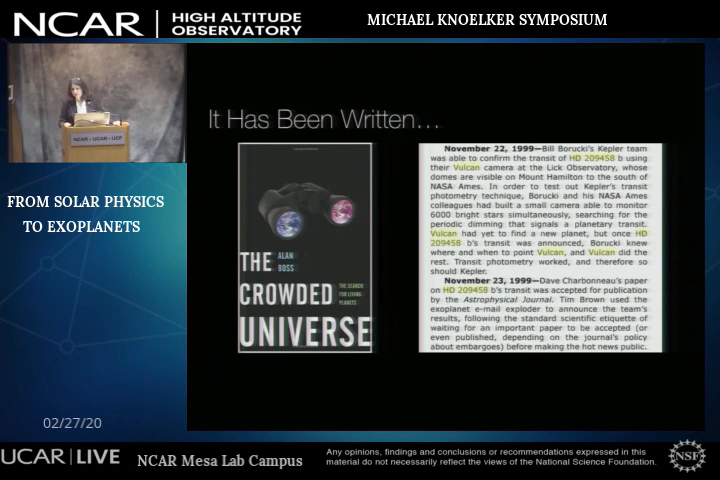 NCAR
HIGH ALTITUDE
OBSERVATORY
MICHAEL KNOELKER SYMPOSIUM
NCAR • UCAR • UCP
FROM SOLAR PHYSICS
TO EXOPLANETS
It Has Been Written...
THE
ALAN
BOSS
CROWDED
THE SEARCH
FOR LIVING
PLANETS
UNIVERSE
November 22, 1999—Bill Borucki's Kepler team
was able to confirm the transit of HD 209458 b using
their Vulcan camera at the Lick Observatory, whose
domes are visible on Mount Hamilton to the south of
NASA Ames. In order to test out Kepler's transit
photometry technique, Borucki and his NASA Ames
colleagues had built a small camera able to monitor
6000 bright stars simultaneously, searching for the
periodic dimming that signals a planetary transit.
Vulcan had yet to find a new planet, but once HD
209458 b's transit was announced, Borucki knew
where and when to point Vulcan, and Vulcan did the
rest. Transit photometry worked, and therefore so
should Kepler.
November 23, 1999—Dave Charbonneau's paper
on HD 209458 b's transit was accepted for publication
by the Astrophysical Journal. Tim Brown used the
exoplanet e-mail exploder to announce the team's
results, following the standard scientific etiquette of
waiting for an important paper to be accepted (or
even published, depending on the journal's policy
about embargoes) before making the hot news public.
02/27/20
UCAR | LIVE
NCAR Mesa Lab Campus
Any opinions, findings and conclusions or recommendations expressed in this
material do not necessarily reflect the views of the National Science Foundation.
NSF